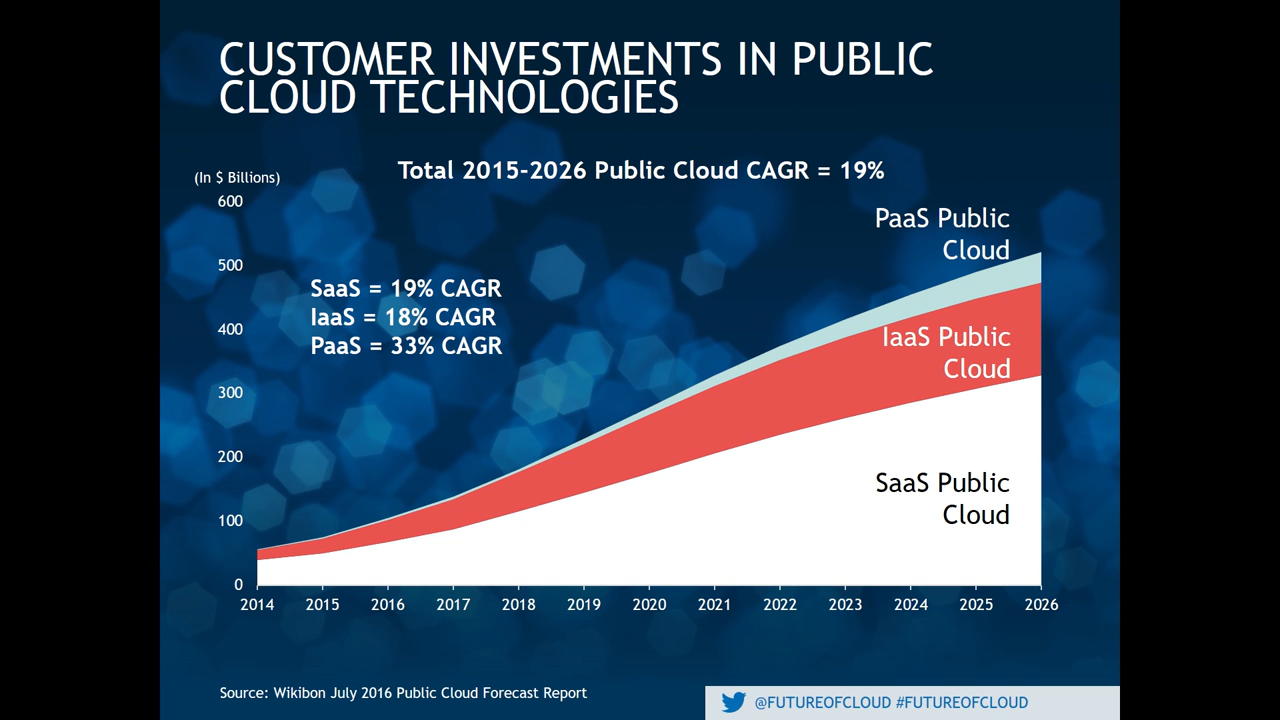 CUSTOMER INVESTMENTS IN PUBLIC
CLOUD TECHNOLOGIES
Total 2015-2026 Public Cloud CAGR = 19%
(In $ Billions)
600
500
400
300
200
100
0
SaaS = 19% CAGR
IaaS = 18% CAGR
PaaS = 33% CAGR
PaaS Public
Cloud
IaaS Public
Cloud
SaaS Public
Cloud
2014 2015 2016 2017 2018 2019 2020 2021 2022 2023 2024 2025 2026
Source: Wikibon July 2016 Public Cloud Forecast Report
@FUTUREOFCLOUD #FUTUREOFCLOUD